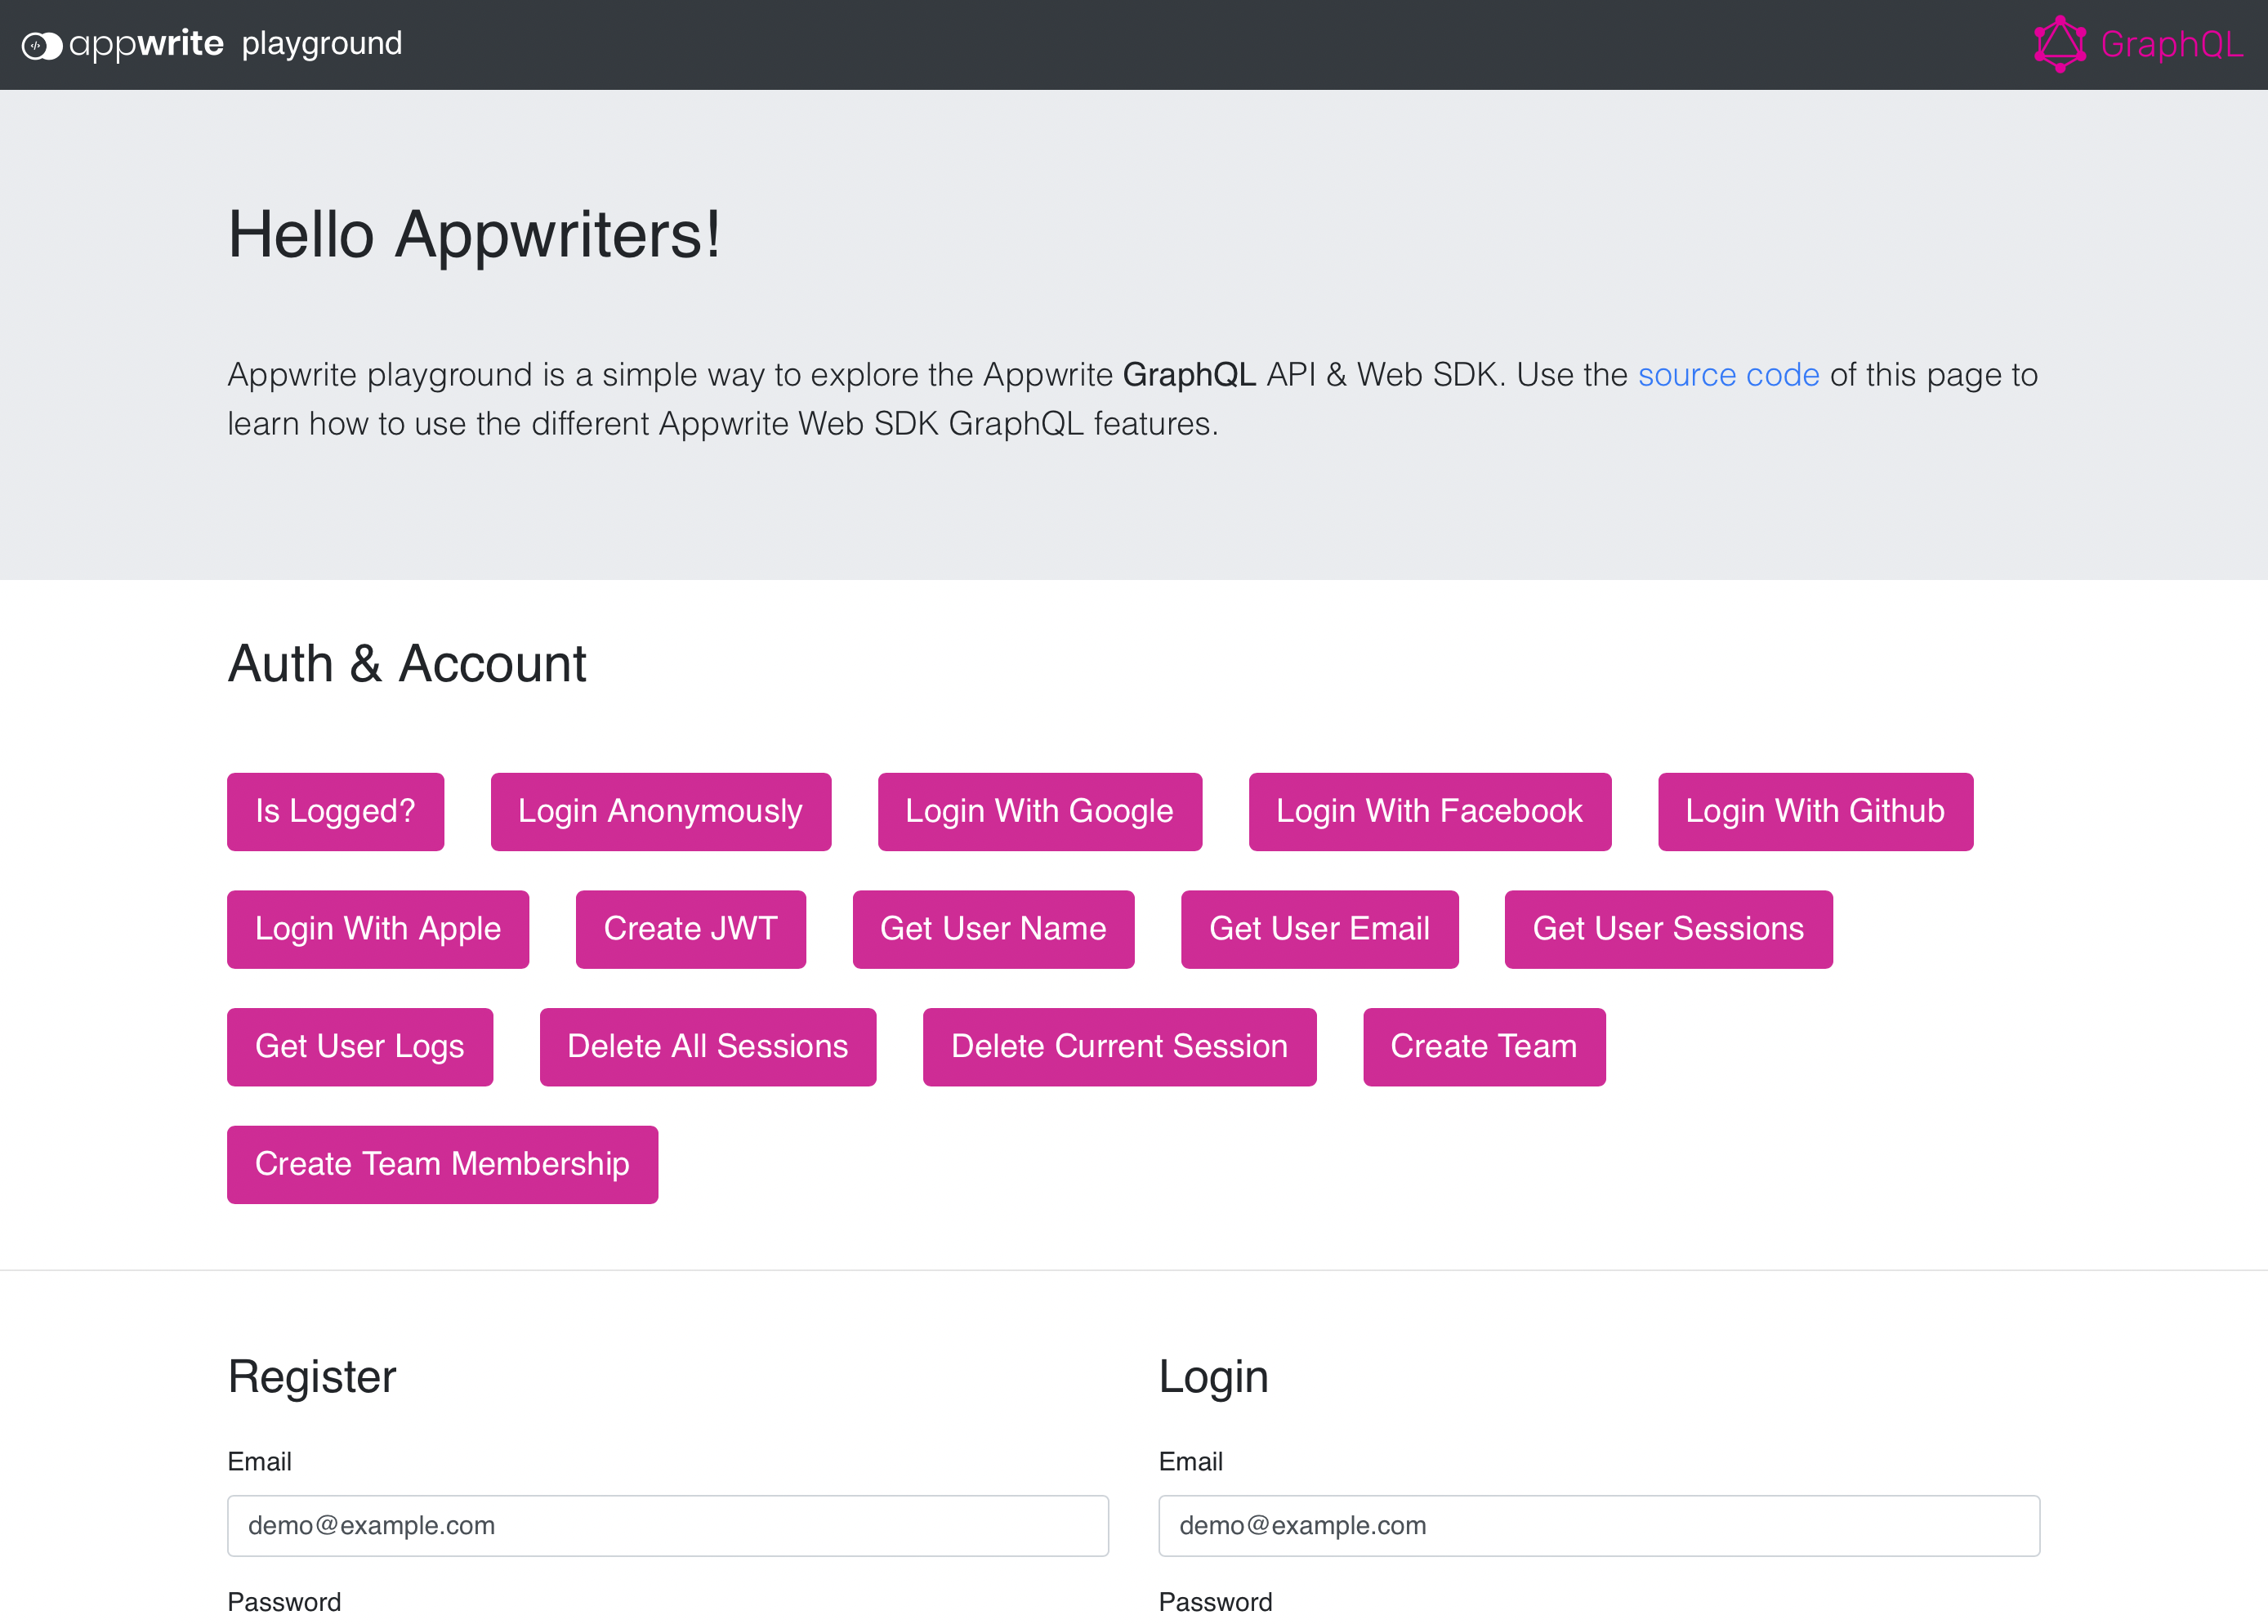 appwrite playground GraphQL
Hello Appwriters!
Appwrite playground is a simple way to explore the Appwrite GraphQL API & Web SDK. Use the source code of this page to
learn how to use the different Appwrite Web SDK GraphQL features.
Auth & Account
Is Logged? Login Anonymously Login With Google Login With Facebook Login With Github
Login With Apple Create JWT Get User Name Get User Email Get User Sessions
Get User Logs Delete All Sessions Delete Current Session Create Team
Create Team Membership
Register Login
Email Email
demo@example.com demo@example.com
Password Password